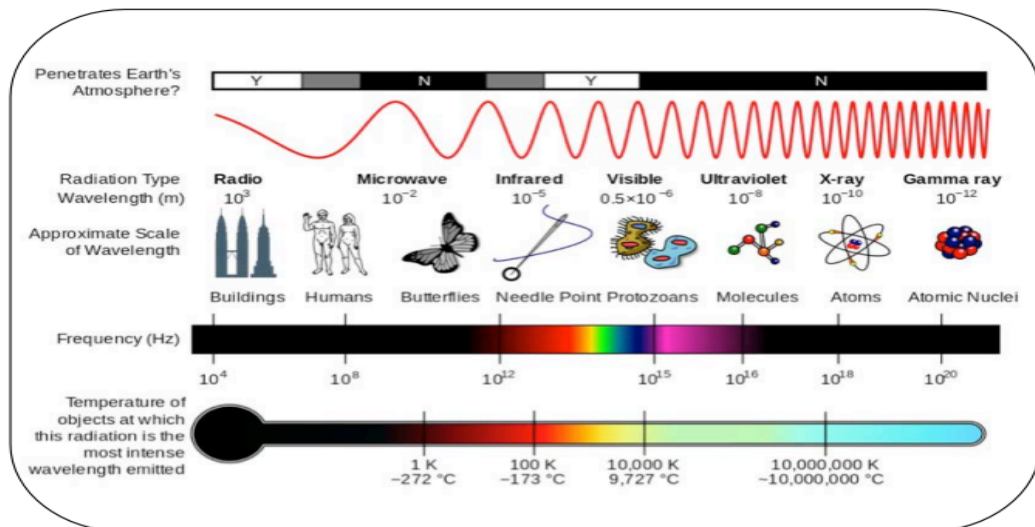 Penetrates Earth's
Atmosphere?
Y N Y N
Radiation Type
Wavelength (m)
Radio Microwave Infrared Visible Ultraviolet X-ray Gamma ray
10³ 10⁻² 10⁻⁵ 0.5×10⁻⁶ 10⁻⁸ 10⁻¹⁰ 10⁻¹²
Approximate Scale
of Wavelength
Buildings Humans Butterflies Needle Point Protozoans Molecules Atoms Atomic Nuclei
Frequency (Hz)
10⁴ 10⁸ 10¹² 10¹⁵ 10¹⁶ 10¹⁸ 10²⁰
Temperature of
objects at which
this radiation is the
most intense
wavelength emitted
1 K 100 K 10,000 K 10,000,000 K
−272 °C −173 °C 9,727 °C ~10,000,000 °C